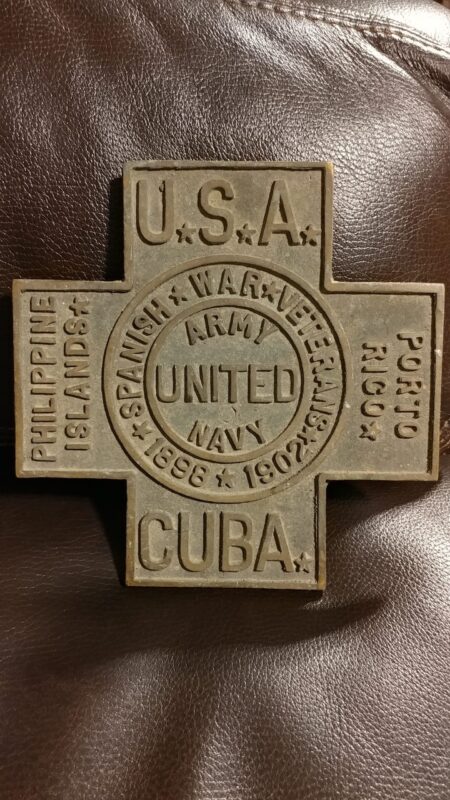 U.S.A.
PHILIPPINE
ISLANDS
SPANISH WAR VETERANS
ARMY
UNITED
NAVY
1898 1902
PORTO
RICO
CUBA.